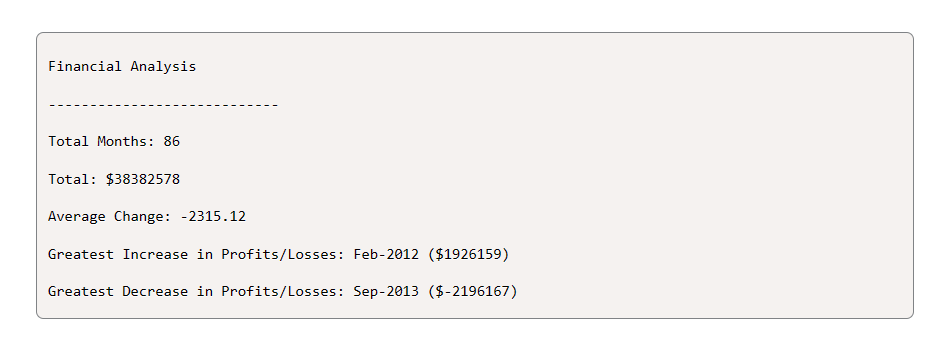 Financial Analysis
----------------------------
Total Months: 86
Total: $38382578
Average Change: -2315.12
Greatest Increase in Profits/Losses: Feb-2012 ($1926159)
Greatest Decrease in Profits/Losses: Sep-2013 ($-2196167)